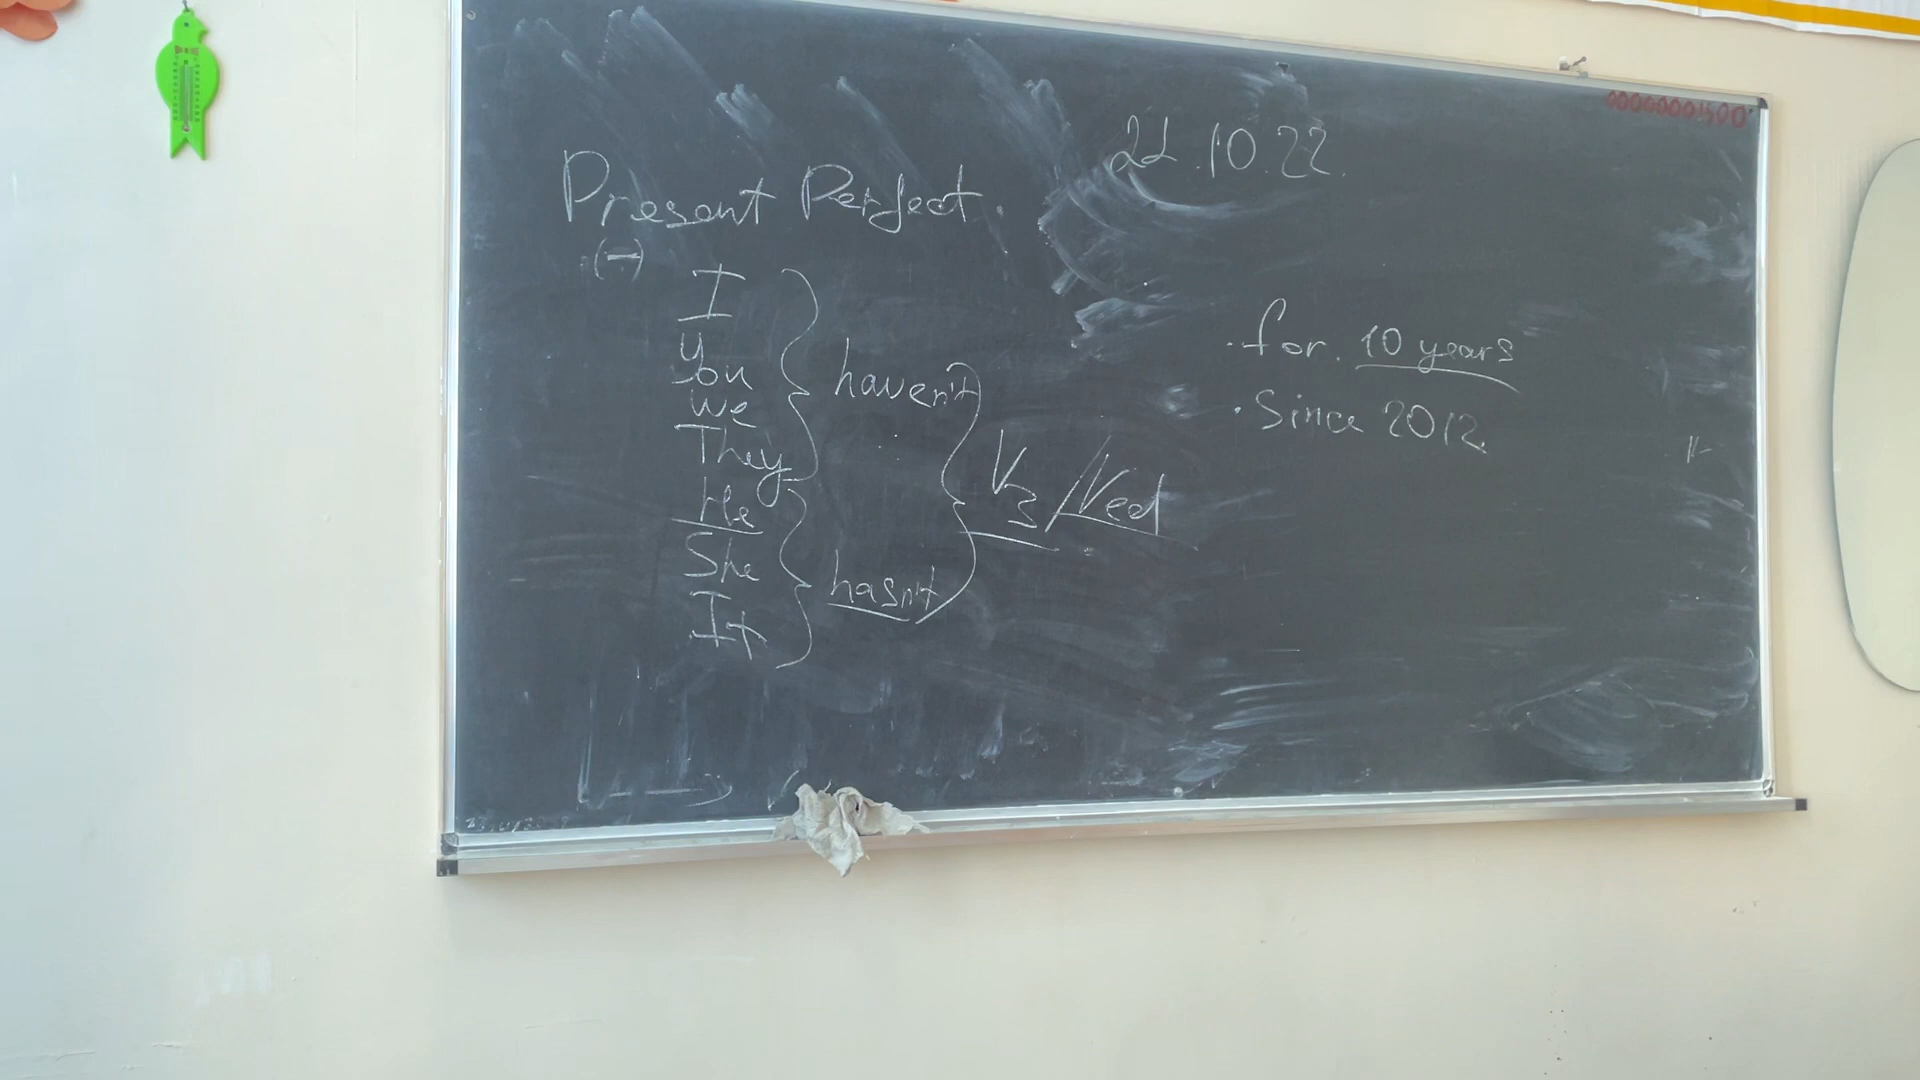 21.10.22.
Present Perfect.
(-)
I
You
We
They
haven't
He
She
It
hasn't
V3/Ved
· for. 10 years
· Since 2012.